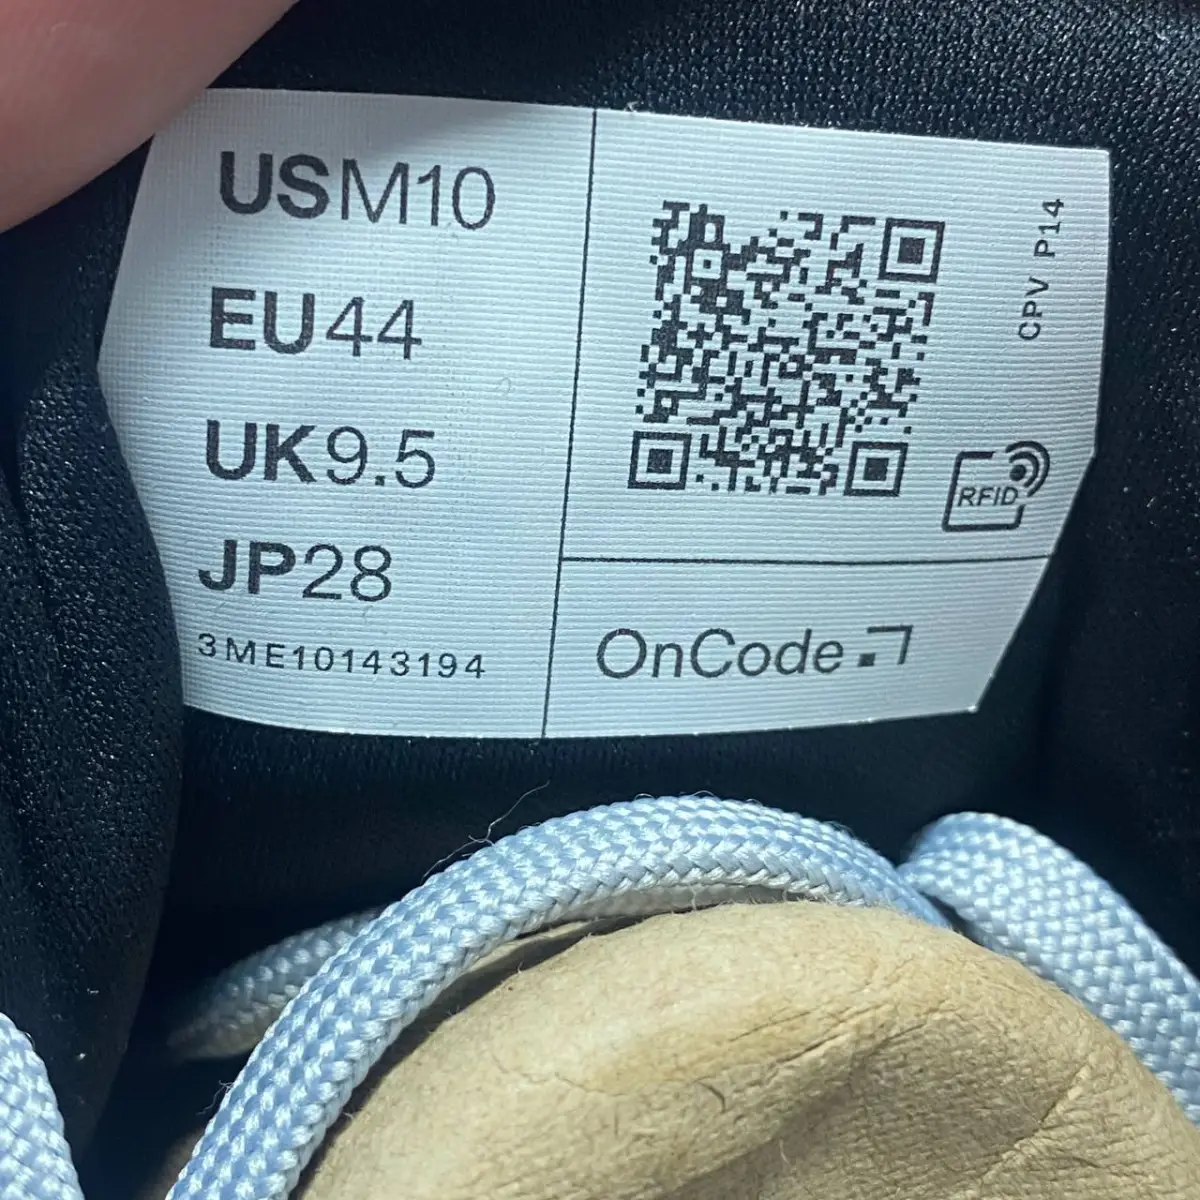 USM10
EU44
UK9.5
JP28
3ME10143194
CPV P14
RFID
OnCode